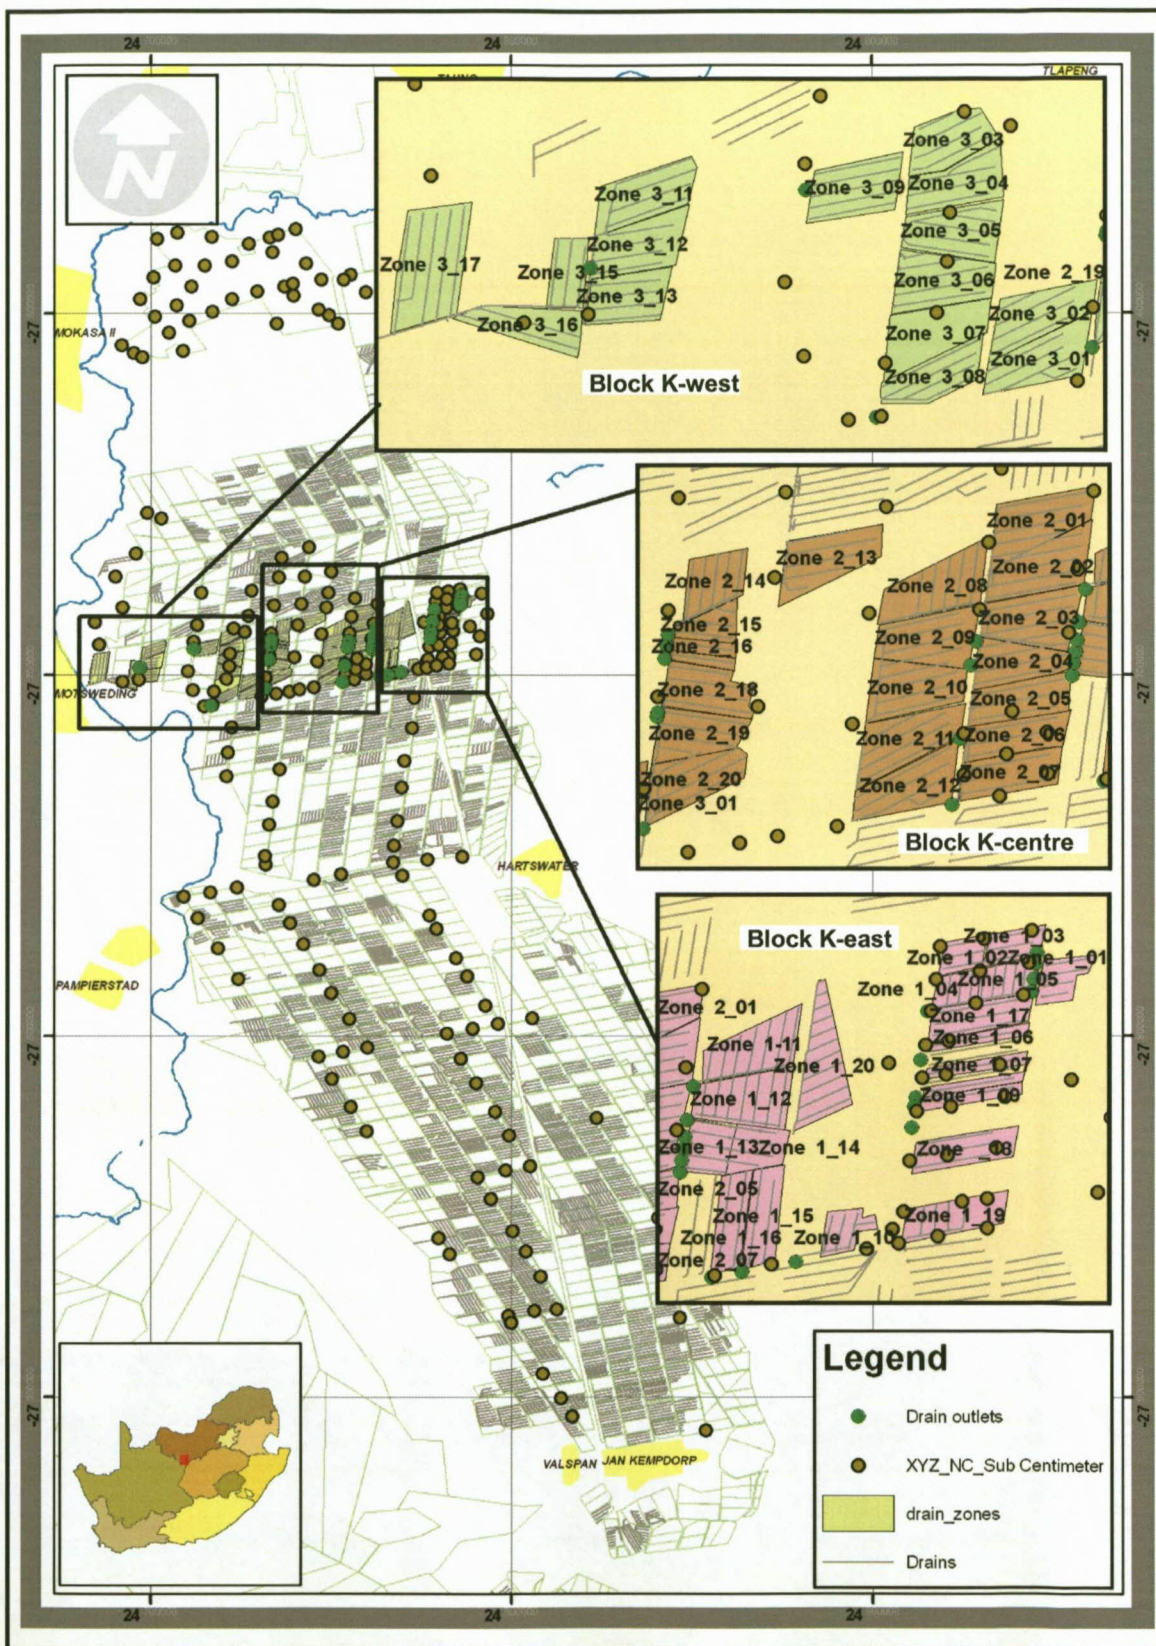 24
24
24
N
TLAPENG
Zone 3_03
Zone 3_09
Zone 3_04
Zone 3_11
Zone 3_05
Zone 3_12
Zone 3_17
Zone 3_15
Zone 2_19
Zone 3_06
Zone 3_13
Zone 3_02
Zone 3_16
Zone 3_07
Zone 3_01
Zone 3_08
Block K-west
-27
-27
MOKASA II
Zone 2_01
Zone 2_13
Zone 2_02
Zone 2_14
Zone 2_08
Zone 2_15
Zone 2_03
Zone 2_09
Zone 2_16
Zone 2_04
Zone 2_18
Zone 2_10
Zone 2_05
Zone 2_19
Zone 2_11
Zone 2_06
Zone 2_20
Zone 2_12
Zone 2_07
Zone 3_01
Block K-centre
-27
-27
MOTSWEDING
HARTSWATER
PAMPIERSTAD
Block K-east
Zone 1_03
Zone 1_02
Zone 1_01
Zone 1_04
Zone 1_05
Zone 2_01
Zone 1_17
Zone 1_06
Zone 1-11
Zone 1_20
Zone 1_07
Zone 1_12
Zone 1_09
Zone 1_13
Zone 1_14
Zone _18
Zone 2_05
Zone 1_15
Zone 1_19
Zone 1_16
Zone 1_10
Zone 2_07
-27
-27
Legend
Drain outlets
XYZ_NC_Sub Centimeter
drain_zones
Drains
-27
-27
VALSPAN
JAN KEMPDORP
24
24
24